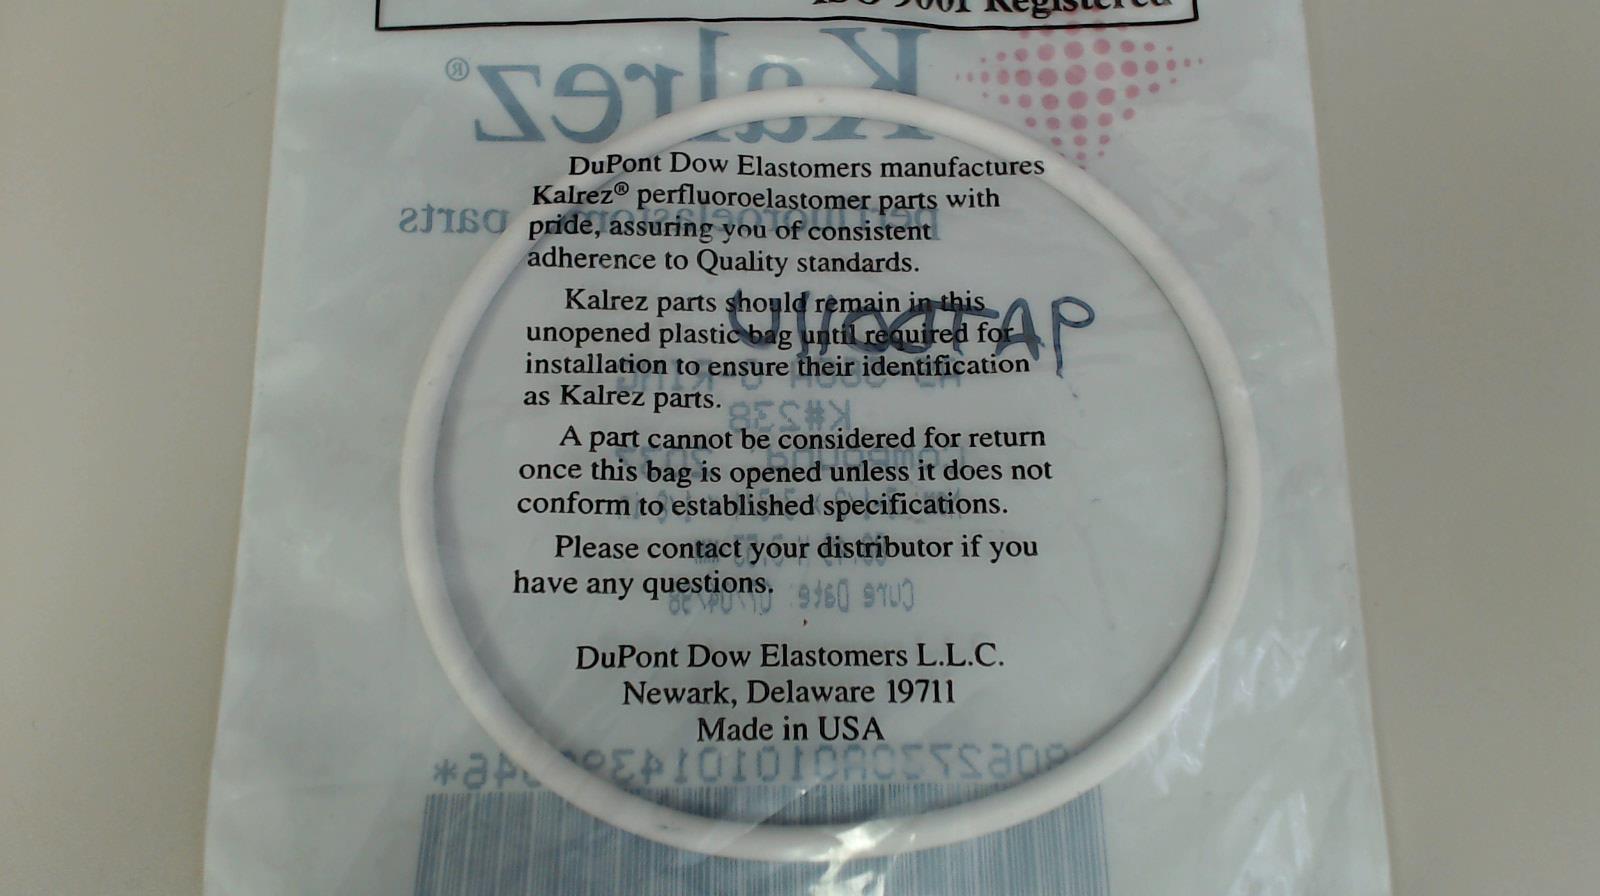 ISO 9001 Registered
Kalrez®
perfluoroelastomer parts
DuPont Dow Elastomers manufactures
Kalrez® perfluoroelastomer parts with
pride, assuring you of consistent
adherence to Quality standards.
Kalrez parts should remain in this
unopened plastic bag until required for
installation to ensure their identification
as Kalrez parts.
A part cannot be considered for return
once this bag is opened unless it does not
conform to established specifications.
Please contact your distributor if you
have any questions.
K#238
Compound
Cure Date:
DuPont Dow Elastomers L.L.C.
Newark, Delaware 19711
Made in USA